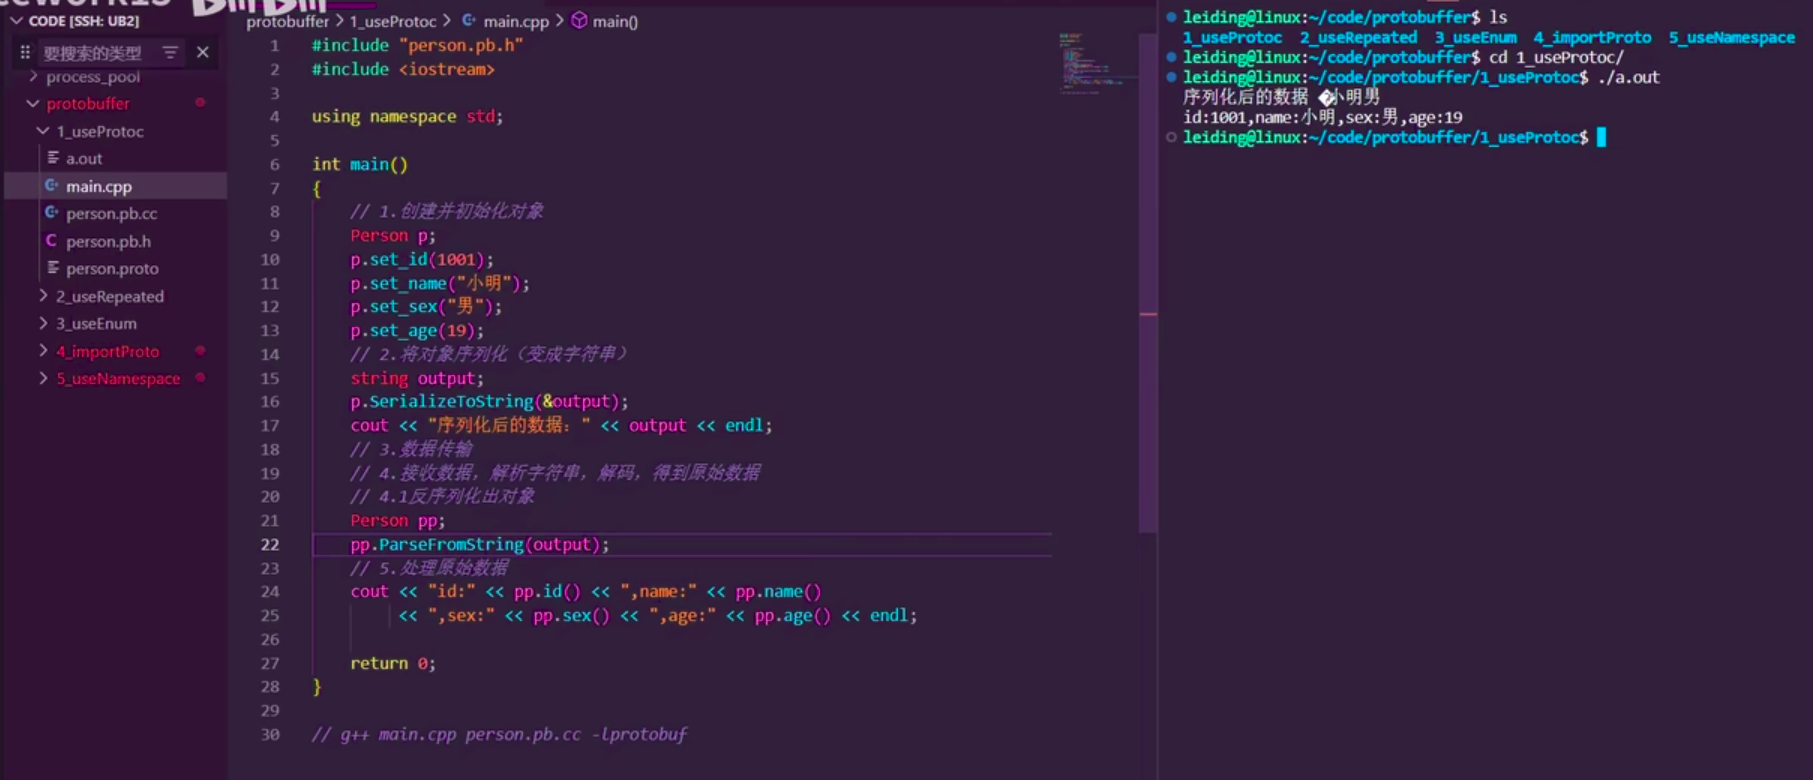 CODE [SSH: UB2]
要搜索的类型
process_pool
protobuffer
1_useProtoc
a.out
main.cpp
person.pb.cc
person.pb.h
person.proto
2_useRepeated
3_useEnum
4_importProto
5_useNamespace
protobuffer > 1_useProtoc > main.cpp > main()
1 #include "person.pb.h"
2 #include <iostream>
3
4 using namespace std;
5
6 int main()
7 {
8 // 1.创建并初始化对象
9 Person p;
10 p.set_id(1001);
11 p.set_name("小明");
12 p.set_sex("男");
13 p.set_age(19);
14 // 2.将对象序列化（变成字符串）
15 string output;
16 p.SerializeToString(&output);
17 cout << "序列化后的数据：" << output << endl;
18 // 3.数据传输
19 // 4.接收数据，解析字符串，解码，得到原始数据
20 // 4.1反序列化出对象
21 Person pp;
22 pp.ParseFromString(output);
23 // 5.处理原始数据
24 cout << "id:" << pp.id() << ",name:" << pp.name()
25 << ",sex:" << pp.sex() << ",age:" << pp.age() << endl;
26
27 return 0;
28 }
29
30 // g++ main.cpp person.pb.cc -lprotobuf
leiding@linux:~/code/protobuffer$ ls
1_useProtoc 2_useRepeated 3_useEnum 4_importProto 5_useNamespace
leiding@linux:~/code/protobuffer$ cd 1_useProtoc/
leiding@linux:~/code/protobuffer/1_useProtoc$ ./a.out
序列化后的数据 �小明男
id:1001,name:小明,sex:男,age:19
leiding@linux:~/code/protobuffer/1_useProtoc$